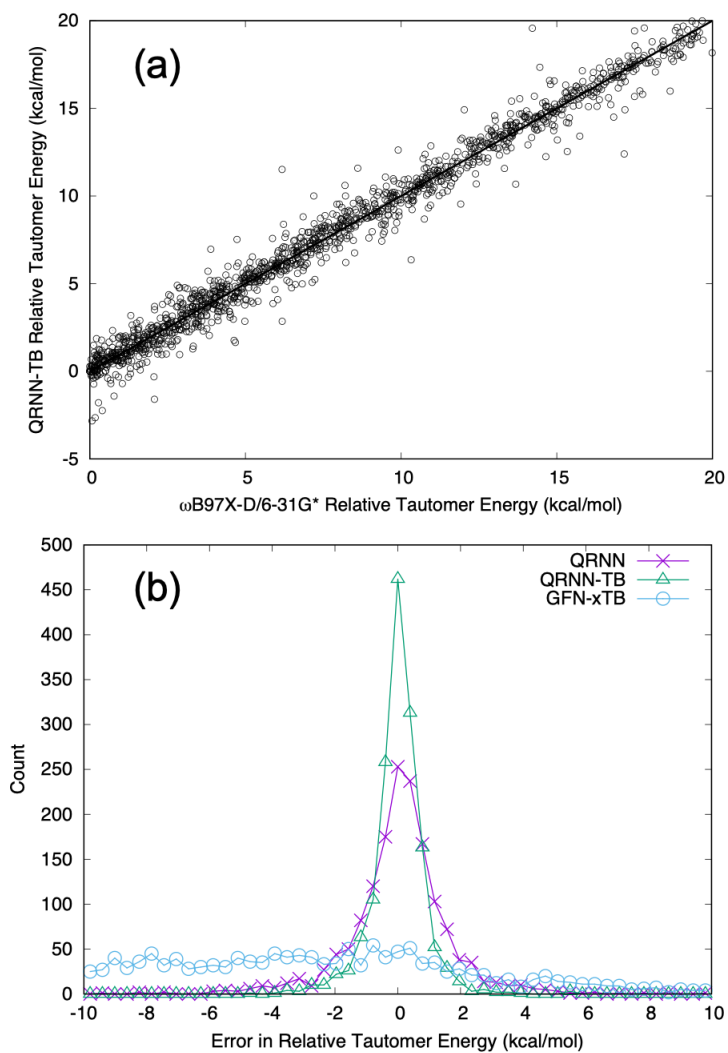 (a)
20
15
10
5
0
-5
QRNN-TB Relative Tautomer Energy (kcal/mol)
0 5 10 15 20
ωB97X-D/6-31G* Relative Tautomer Energy (kcal/mol)
(b)
QRNN
QRNN-TB
GFN-xTB
500
450
400
350
300
250
200
150
100
50
0
Count
-10 -8 -6 -4 -2 0 2 4 6 8 10
Error in Relative Tautomer Energy (kcal/mol)